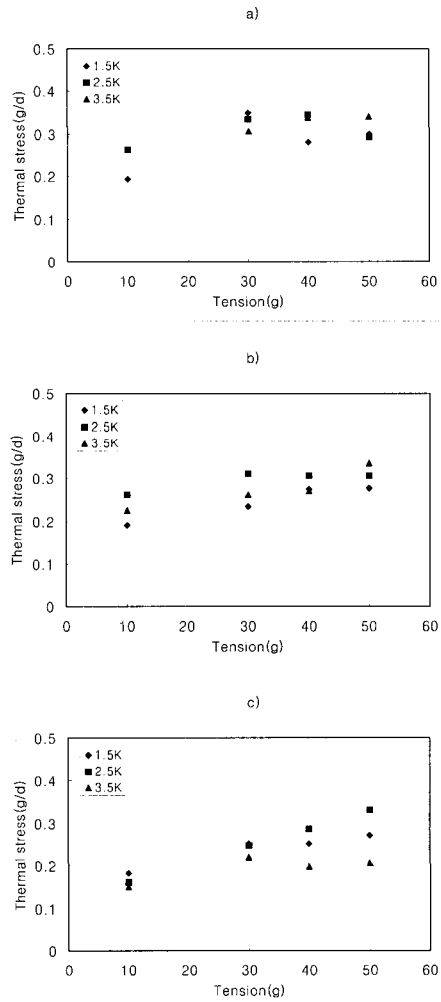 a)
0.5
0.4
0.3
0.2
0.1
0
Thermal stress(g/d)
◆ 1.5K
■ 2.5K
▲ 3.5K
0 10 20 30 40 50 60
Tension(g)
b)
0.5
0.4
0.3
0.2
0.1
0
Thermal stress(g/d)
◆ 1.5K
■ 2.5K
▲ 3.5K
0 10 20 30 40 50 60
Tension(g)
c)
0.5
0.4
0.3
0.2
0.1
0
Thermal stress(g/d)
◆ 1.5K
■ 2.5K
▲ 3.5K
0 10 20 30 40 50 60
Tension(g)